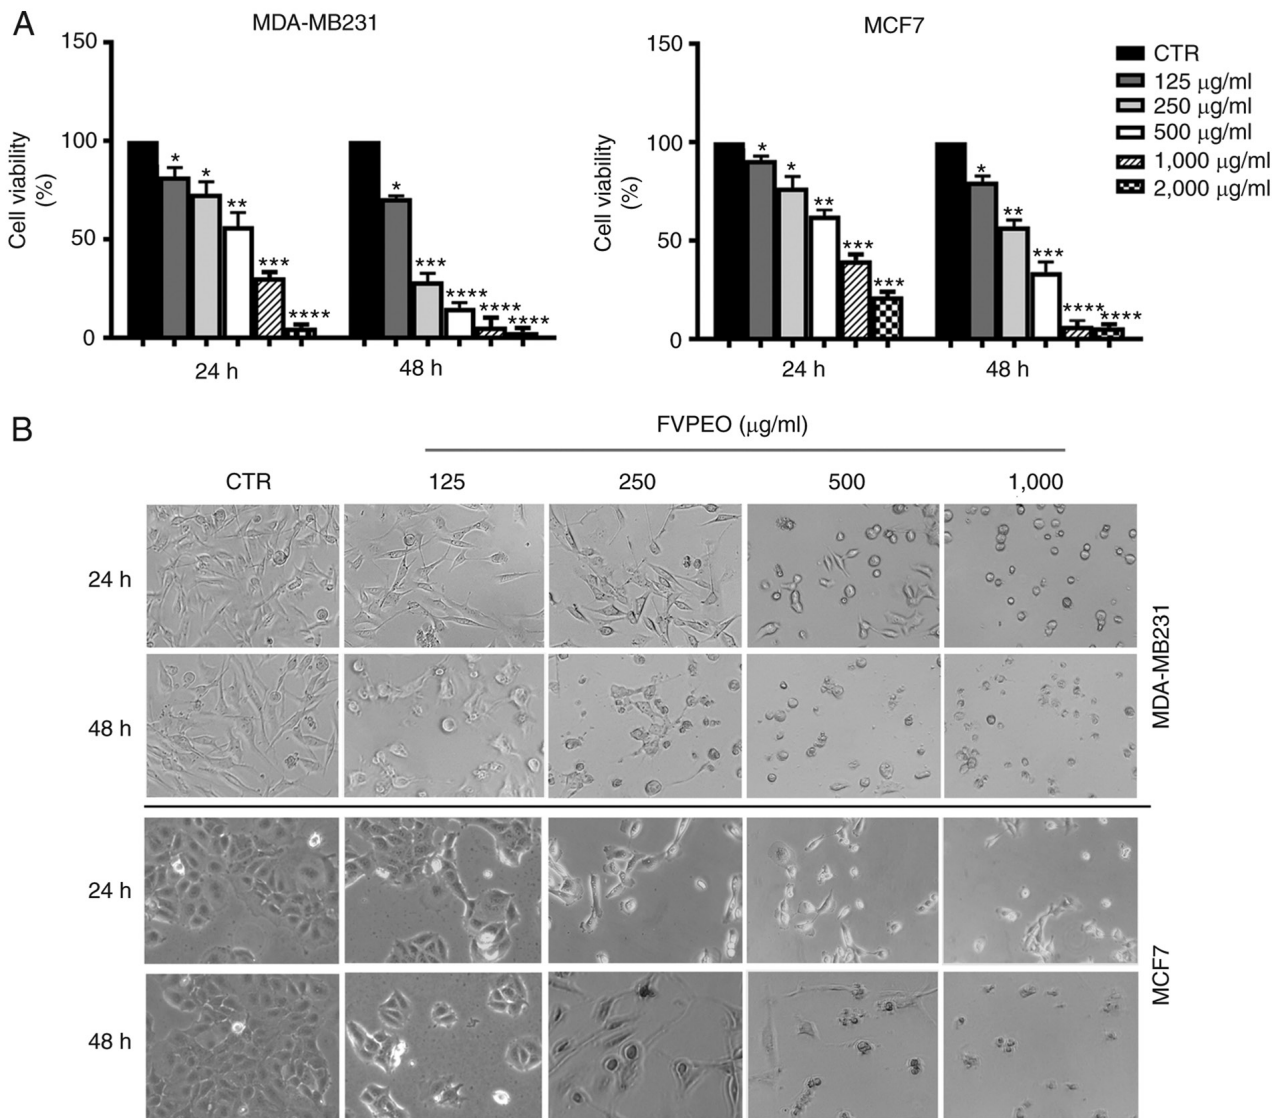 A
MDA-MB231
MCF7
150
100
50
0
Cell viability
(%)
*
*
**
***
****
*
***
****
****
****
24 h
48 h
150
100
50
0
Cell viability
(%)
*
*
**
***
***
*
**
***
****
****
24 h
48 h
CTR
125 μg/ml
250 μg/ml
500 μg/ml
1,000 μg/ml
2,000 μg/ml
B
FVPEO (μg/ml)
CTR 125 250 500 1,000
24 h
48 h
MDA-MB231
24 h
48 h
MCF7